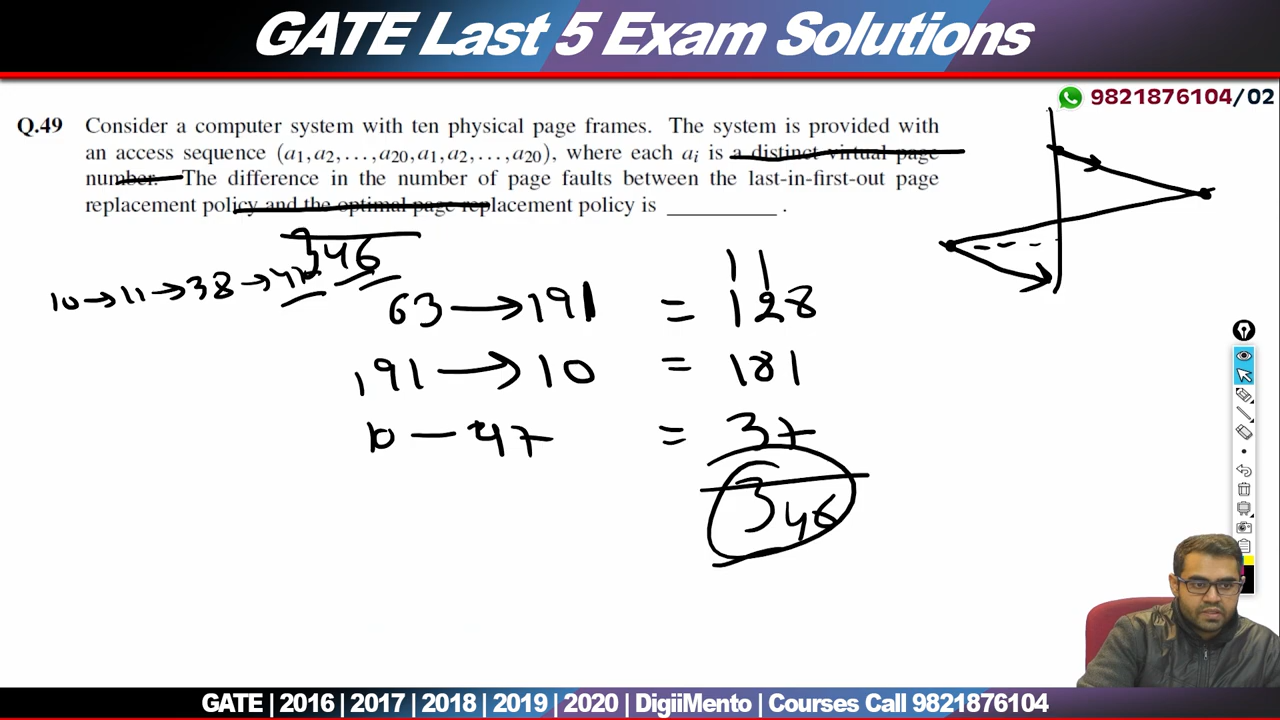 GATE Last 5 Exam Solutions
9821876104/02
Q.49 Consider a computer system with ten physical page frames. The system is provided with
an access sequence (a1,a2,...,a20,a1,a2,...,a20), where each ai is a distinct virtual page
number. The difference in the number of page faults between the last-in-first-out page
replacement policy and the optimal page replacement policy is __________ .
346
10→11→38→47
11
63 → 191 = 128
191 → 10 = 181
10 — 47 = 37
346
GATE | 2016 | 2017 | 2018 | 2019 | 2020 | DigiiMento | Courses Call 9821876104